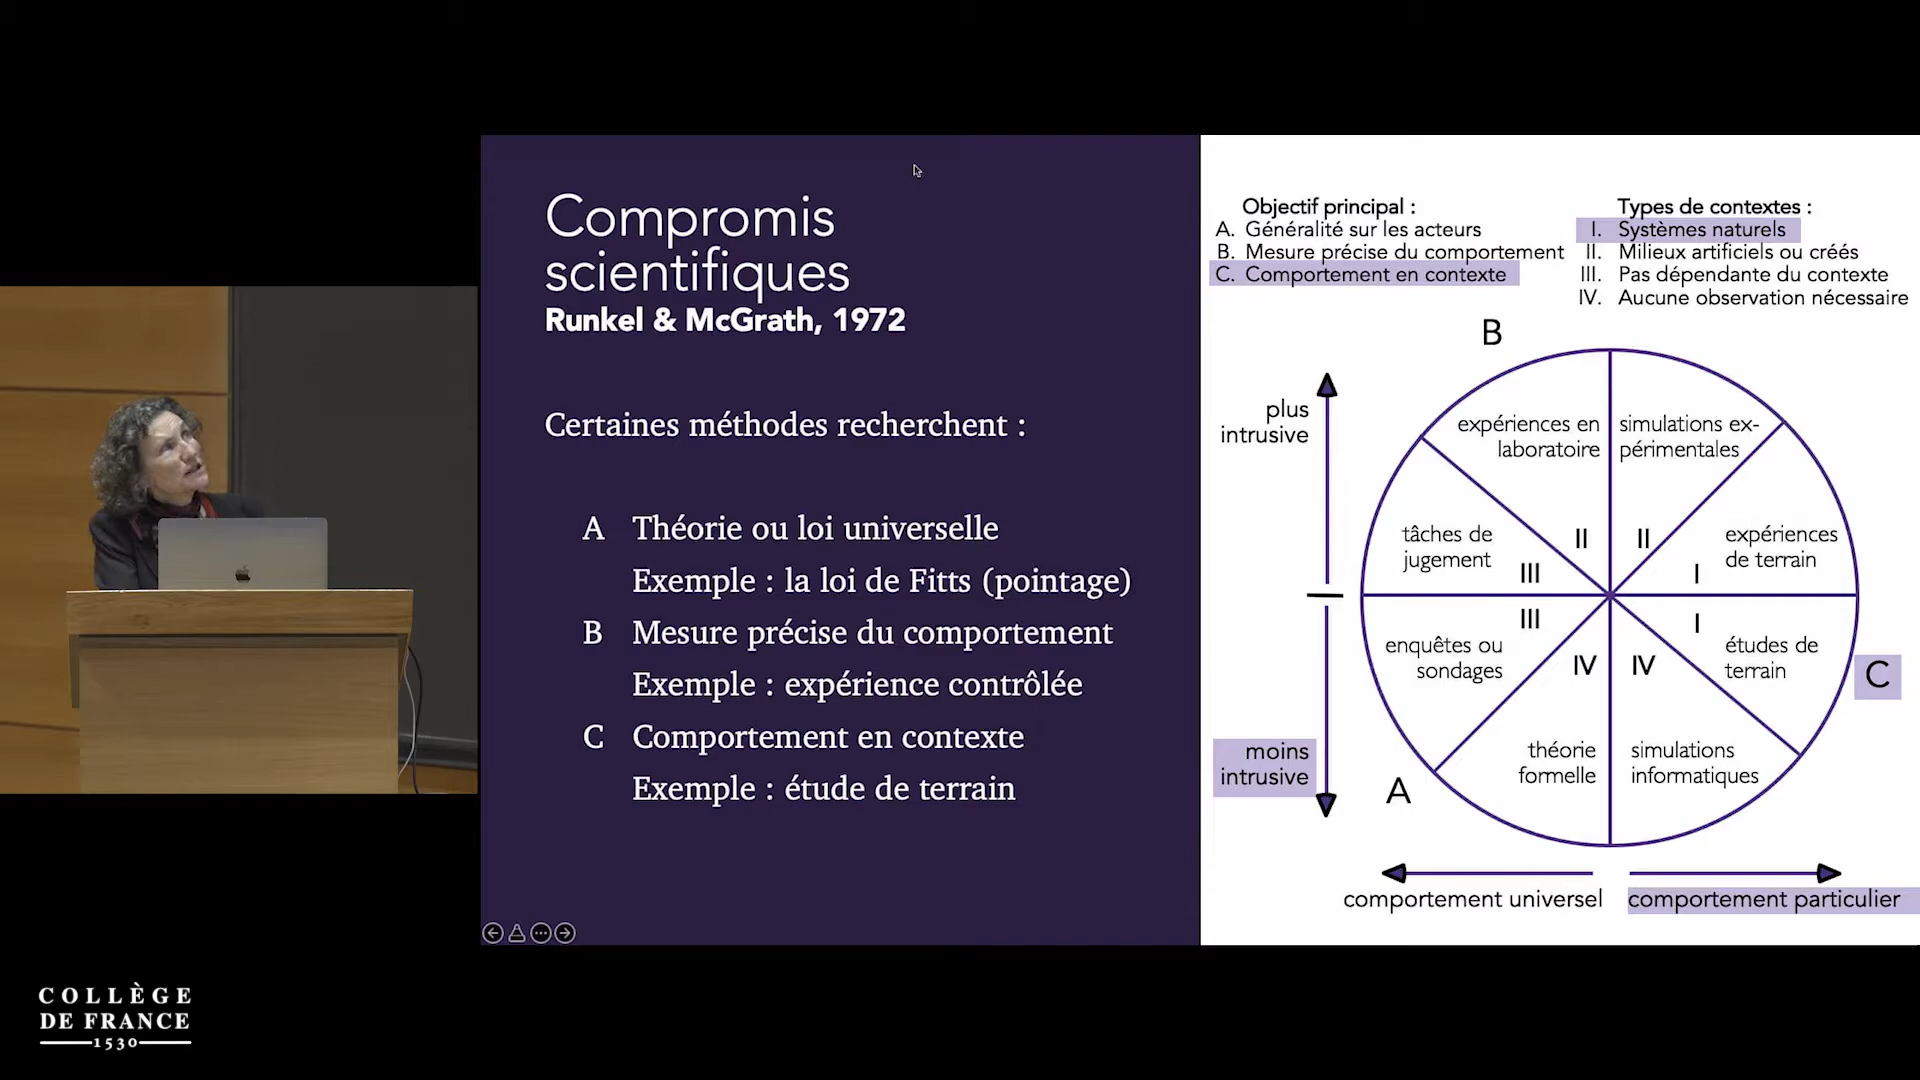 Compromis
scientifiques
Runkel & McGrath, 1972
Certaines méthodes recherchent :
A Théorie ou loi universelle
Exemple : la loi de Fitts (pointage)
B Mesure précise du comportement
Exemple : expérience contrôlée
C Comportement en contexte
Exemple : étude de terrain
Objectif principal :
A. Généralité sur les acteurs
B. Mesure précise du comportement
C. Comportement en contexte
Types de contextes :
I. Systèmes naturels
II. Milieux artificiels ou créés
III. Pas dépendante du contexte
IV. Aucune observation nécessaire
B
plus
intrusive
expériences en
laboratoire
simulations ex-
périmentales
tâches de
jugement
II
II
expériences
de terrain
III
I
III
I
enquêtes ou
sondages
IV
IV
études de
terrain
C
moins
intrusive
théorie
formelle
simulations
informatiques
A
comportement universel
comportement particulier
COLLÈGE
DE FRANCE
1530